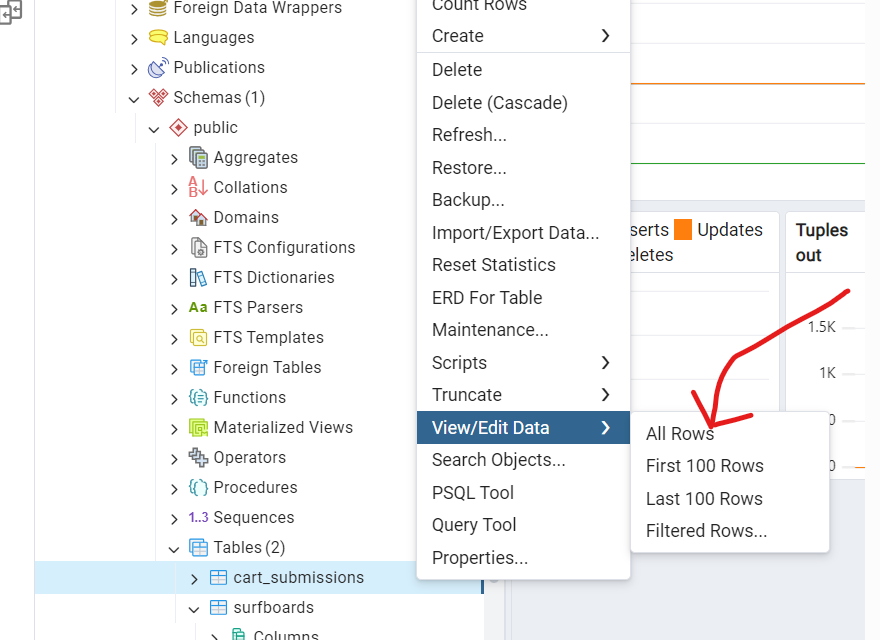 Foreign Data Wrappers
Languages
Publications
Schemas (1)
public
Aggregates
Collations
Domains
FTS Configurations
FTS Dictionaries
Aa FTS Parsers
FTS Templates
Foreign Tables
Functions
Materialized Views
Operators
Procedures
1..3 Sequences
Tables (2)
cart_submissions
surfboards
Columns
Count Rows
Create
Delete
Delete (Cascade)
Refresh...
Restore...
Backup...
Import/Export Data...
Reset Statistics
ERD For Table
Maintenance...
Scripts
Truncate
View/Edit Data
Search Objects...
PSQL Tool
Query Tool
Properties...
All Rows
First 100 Rows
Last 100 Rows
Filtered Rows...
serts Updates
eletes
Tuples
out
1.5K
1K
0
0